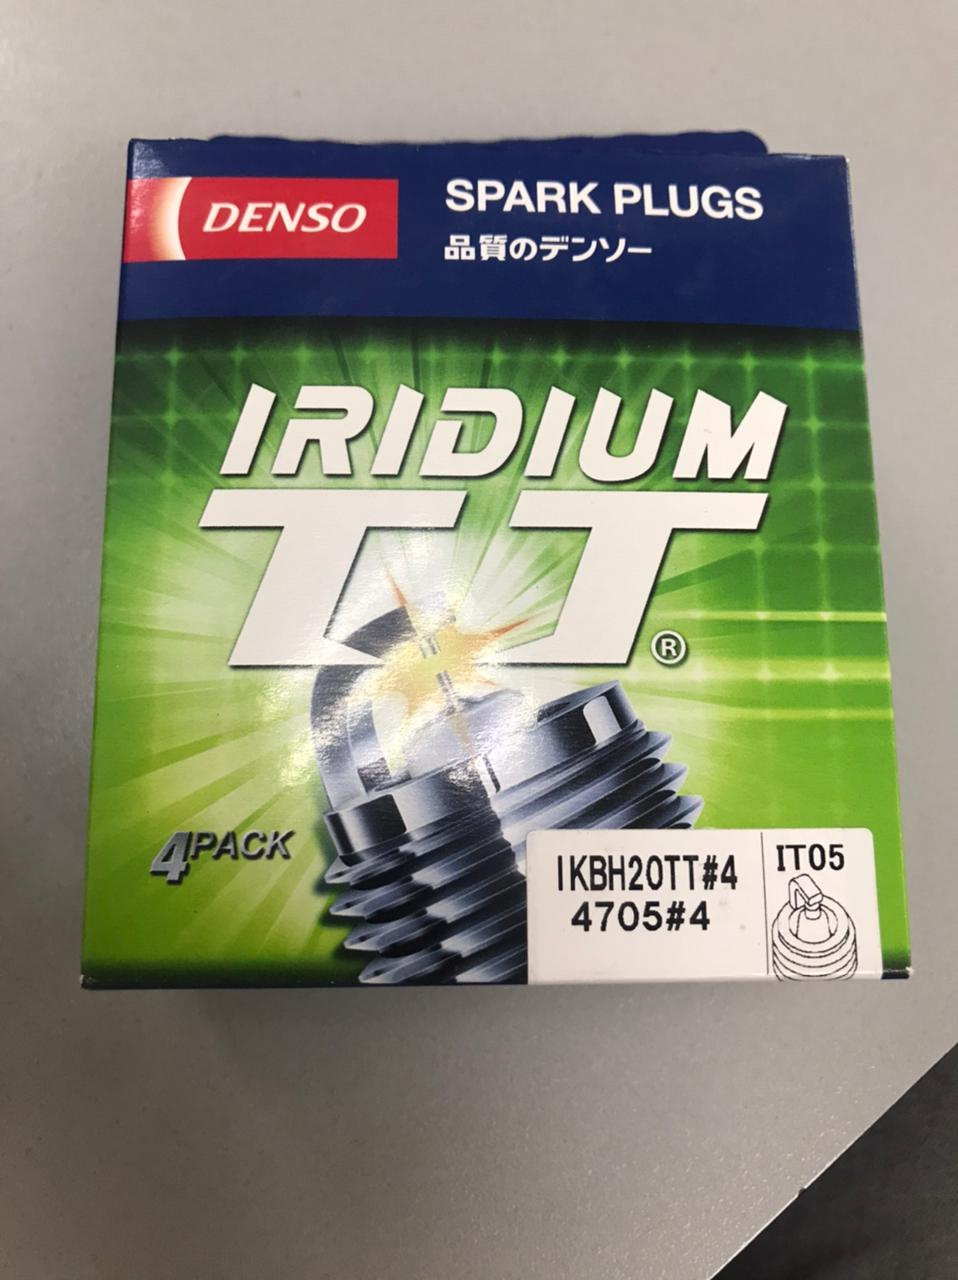 DENSO
SPARK PLUGS
品質のデンソー
IRIDIUM
TT®
4PACK
IKBH20TT#4
4705#4
IT05